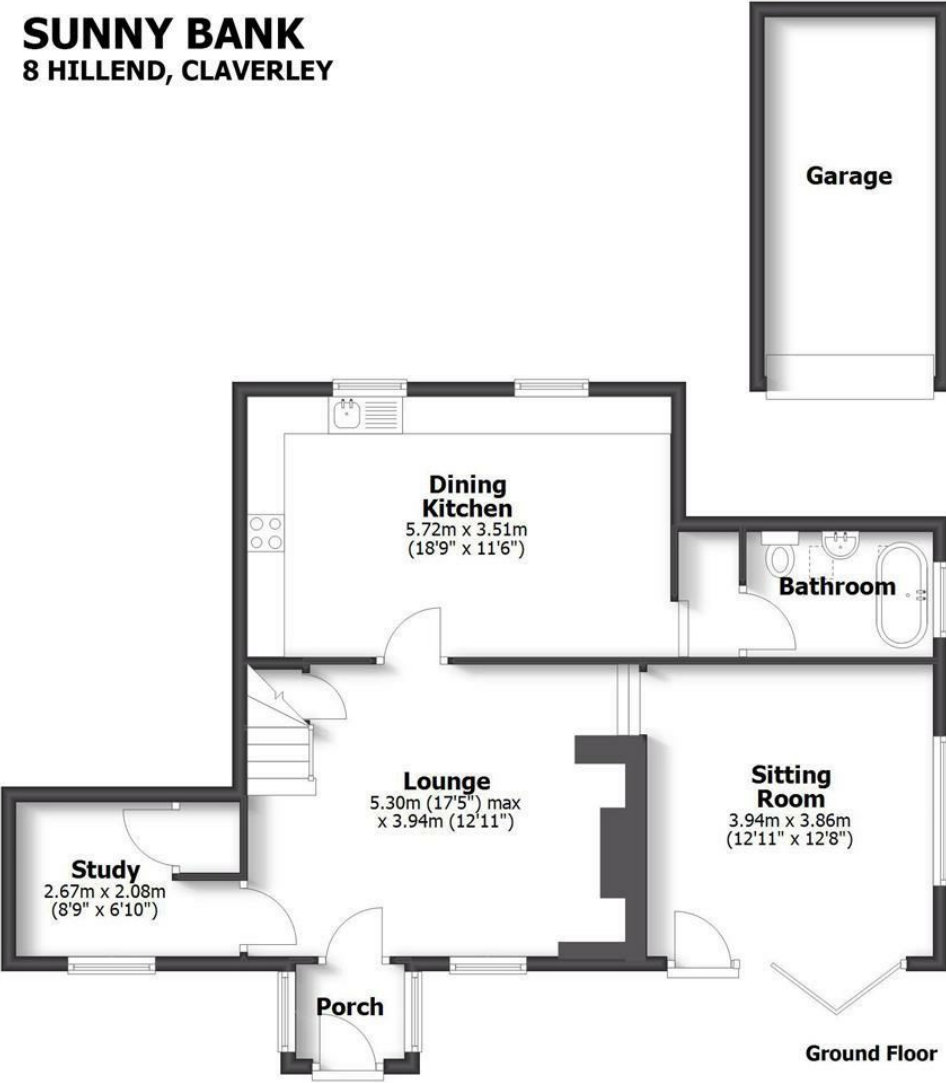 SUNNY BANK
8 HILLEND, CLAVERLEY
Garage
Dining
Kitchen
5.72m x 3.51m
(18'9" x 11'6")
Bathroom
Lounge
5.30m (17'5") max
x 3.94m (12'11")
Sitting
Room
3.94m x 3.86m
(12'11" x 12'8")
Study
2.67m x 2.08m
(8'9" x 6'10")
Porch
Ground Floor